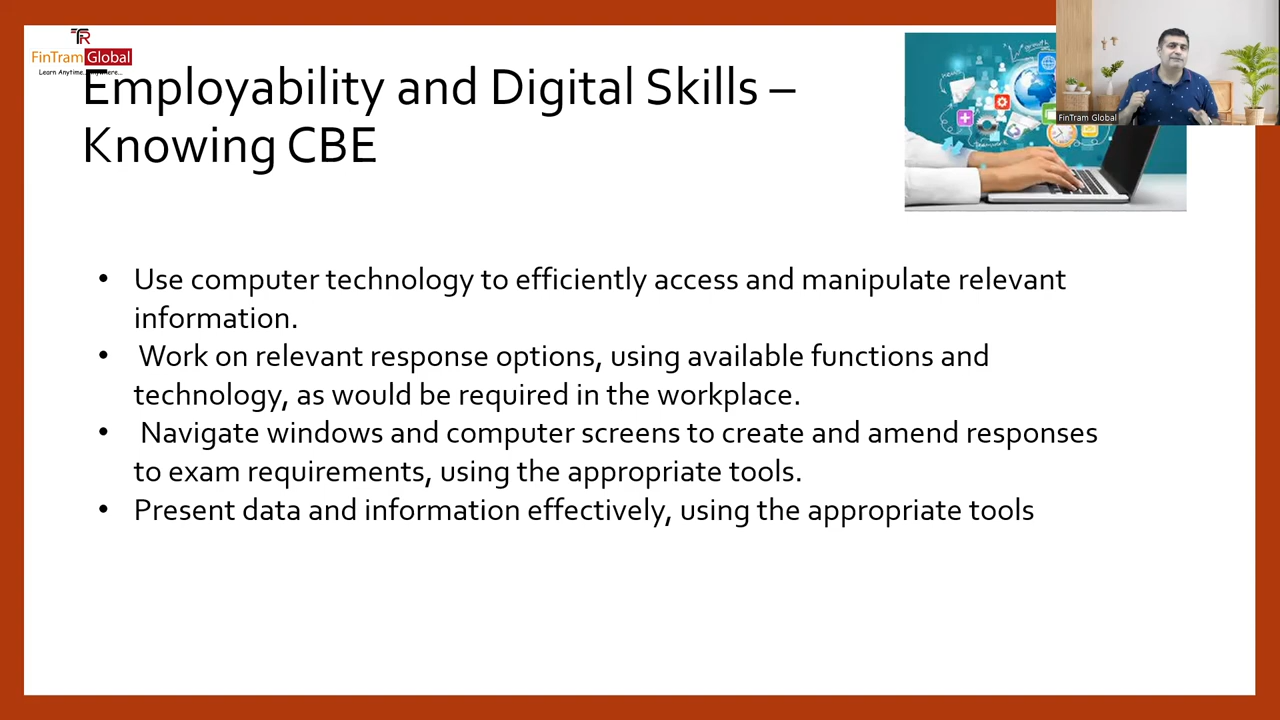 FinTram Global
Learn Anytime, Anywhere...
Employability and Digital Skills –
Knowing CBE
growth
teamwork
FinTram Global
• Use computer technology to efficiently access and manipulate relevant
information.
• Work on relevant response options, using available functions and
technology, as would be required in the workplace.
• Navigate windows and computer screens to create and amend responses
to exam requirements, using the appropriate tools.
• Present data and information effectively, using the appropriate tools